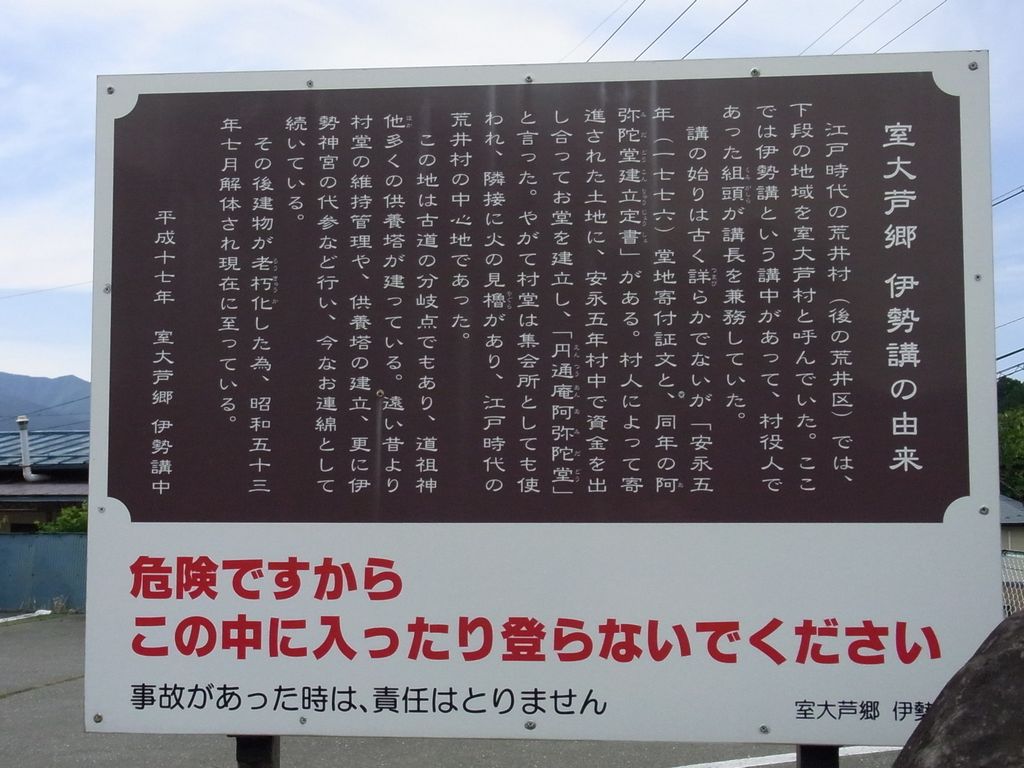 室大芦郷 伊勢講の由来
江戸時代の荒井村（後の荒井区）では、
下段の地域を室大芦村と呼んでいた。ここ
では伊勢講という講中があって、村役人で
あった組頭が講長を兼務していた。
講の始りは古く詳らかでないが「安永五
年（一七七六）堂地寄付証文と、同年の阿
弥陀堂建立定書」がある。村人によって寄
進された土地に、安永五年村中で資金を出
し合ってお堂を建立し、「円通庵阿弥陀堂」
と言った。やがて村堂は集会所としても使
われ、隣接に火の見櫓があり、江戸時代の
荒井村の中心地であった。
この地は古道の分岐点でもあり、道祖神
他多くの供養塔が建っている。遠い昔より
村堂の維持管理や、供養塔の建立、更に伊
勢神宮の代参など行い、今なお連綿として
続いている。
その後建物が老朽化した為、昭和五十三
年七月解体され現在に至っている。
平成十七年 室大芦郷 伊勢講中
危険ですから
この中に入ったり登らないでください
事故があった時は、責任はとりません
室大芦郷 伊勢